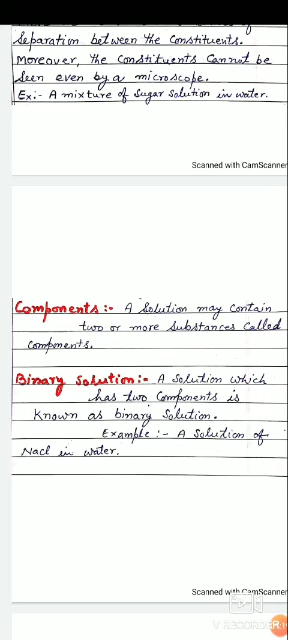 Separation between the constituents.
Moreover, the constituents cannot be
seen even by a microscope.
Ex:- A mixture of Sugar Solution in water.
Scanned with CamScanner
Components:- A Solution may contain
two or more substances called
components.
Binary Solution:- A Solution which
has two components is
known as binary Solution.
Example:- A Solution of
Nacl in water.
Scanned with CamScanner
V RECORDER